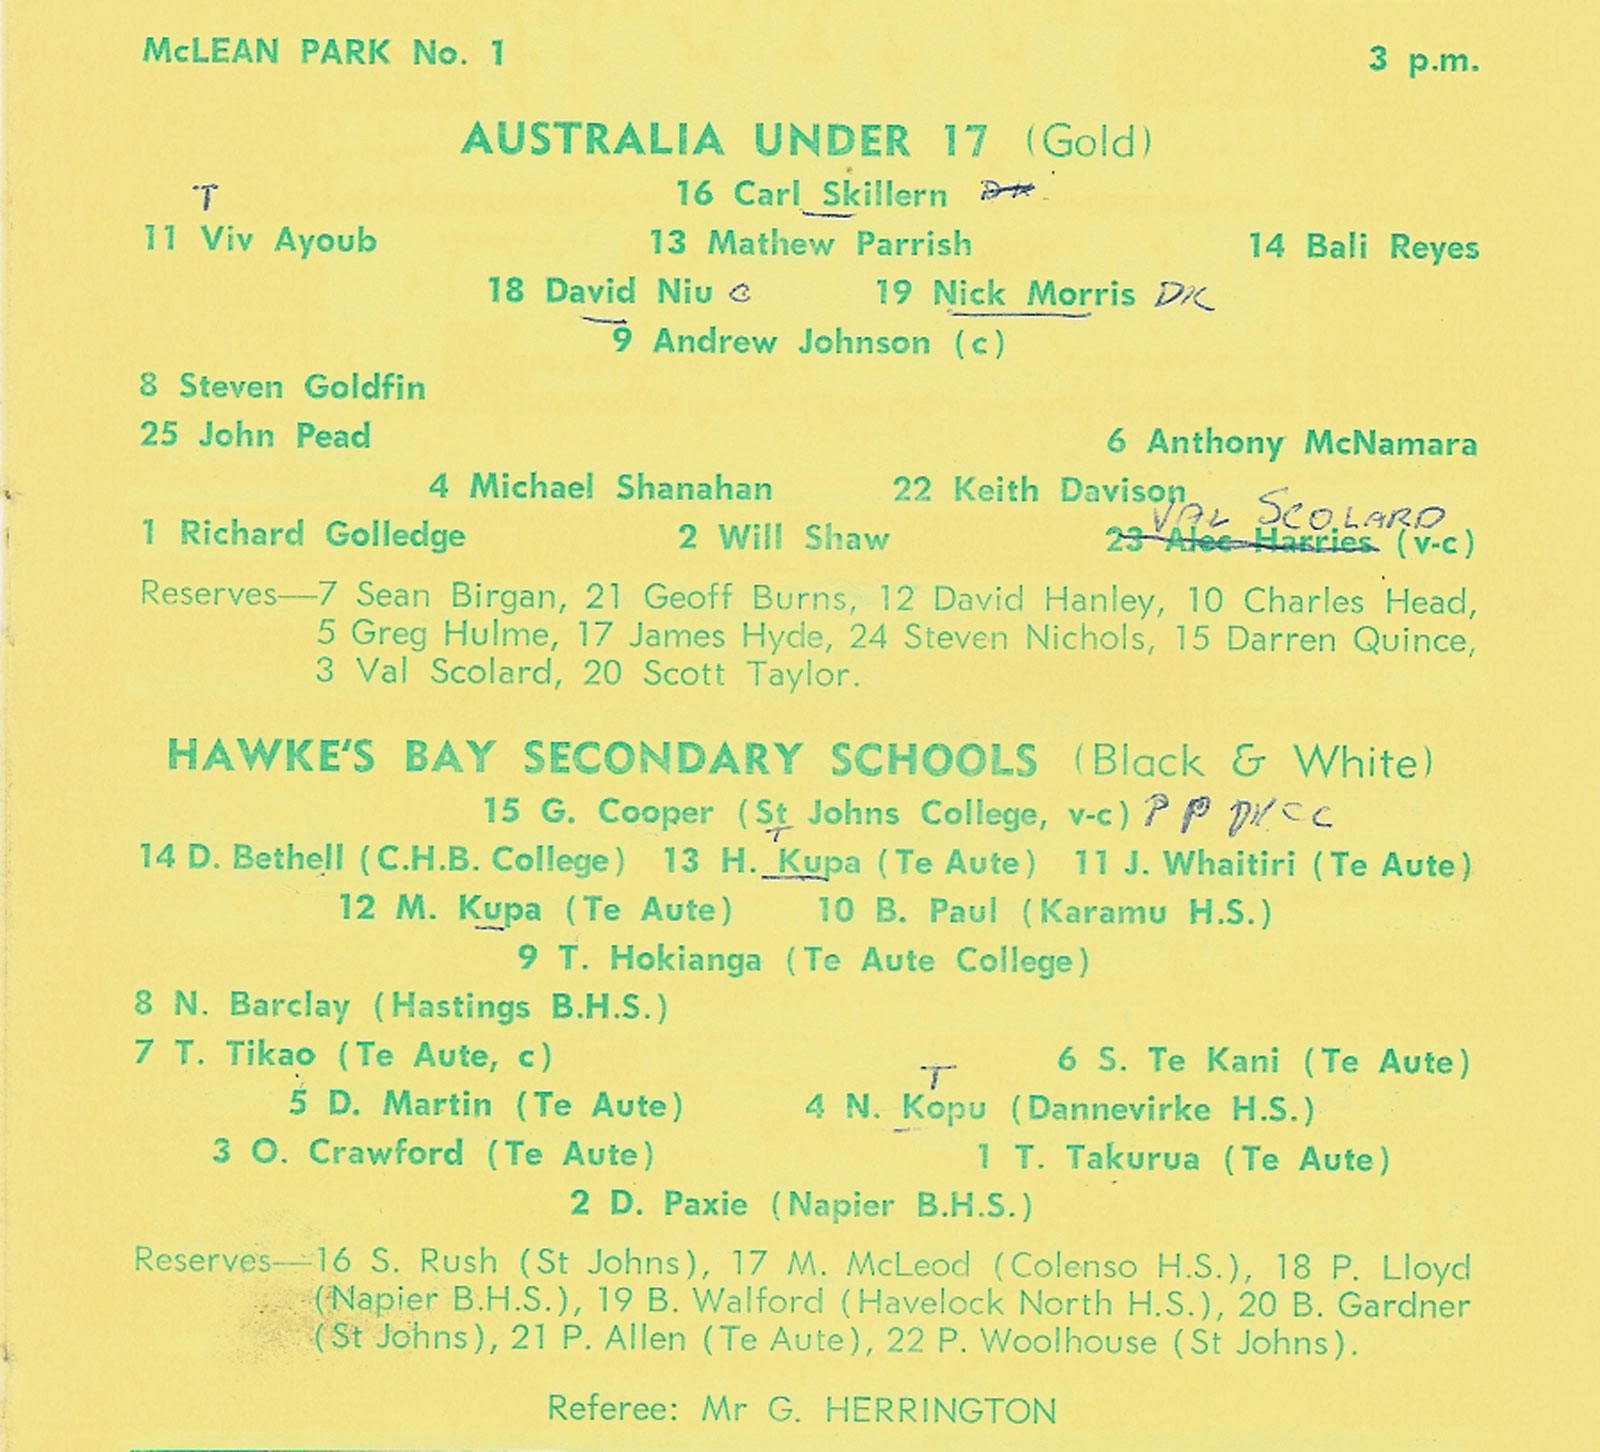 McLEAN PARK No. 1 3 p.m.
AUSTRALIA UNDER 17 (Gold)
T 16 Carl Skillern
11 Viv Ayoub 13 Mathew Parrish 14 Bali Reyes
18 David Niu C 19 Nick Morris DK
9 Andrew Johnson (c)
8 Steven Goldfin
25 John Pead 6 Anthony McNamara
4 Michael Shanahan 22 Keith Davison
VAL SCOLARD
1 Richard Golledge 2 Will Shaw 23 Alec Harries (v-c)
Reserves—7 Sean Birgan, 21 Geoff Burns, 12 David Hanley, 10 Charles Head,
5 Greg Hulme, 17 James Hyde, 24 Steven Nichols, 15 Darren Quince,
3 Val Scolard, 20 Scott Taylor.
HAWKE'S BAY SECONDARY SCHOOLS (Black & White)
15 G. Cooper (St Johns College, v-c) P P DK C C
T
14 D. Bethell (C.H.B. College) 13 H. Kupa (Te Aute) 11 J. Whaitiri (Te Aute)
12 M. Kupa (Te Aute) 10 B. Paul (Karamu H.S.)
9 T. Hokianga (Te Aute College)
8 N. Barclay (Hastings B.H.S.)
7 T. Tikao (Te Aute, c) 6 S. Te Kani (Te Aute)
T
5 D. Martin (Te Aute) 4 N. Kopu (Dannevirke H.S.)
3 O. Crawford (Te Aute) 1 T. Takurua (Te Aute)
2 D. Paxie (Napier B.H.S.)
Reserves—16 S. Rush (St Johns), 17 M. McLeod (Colenso H.S.), 18 P. Lloyd
(Napier B.H.S.), 19 B. Walford (Havelock North H.S.), 20 B. Gardner
(St Johns), 21 P. Allen (Te Aute), 22 P. Woolhouse (St Johns).
Referee: Mr G. HERRINGTON